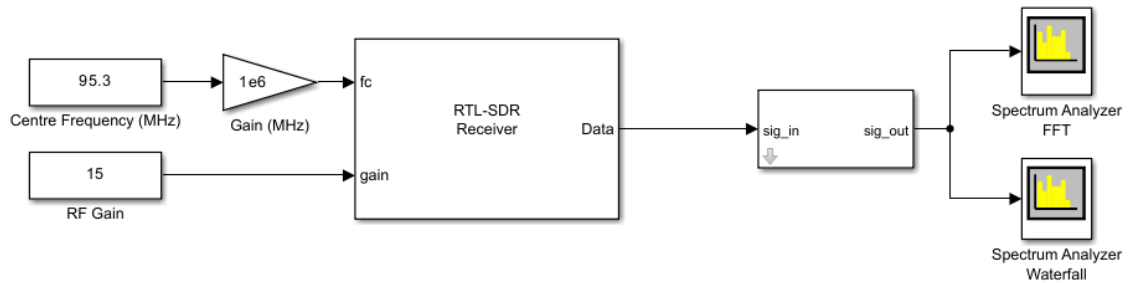 95.3
Centre Frequency (MHz)
1e6
Gain (MHz)
15
RF Gain
fc
gain
RTL-SDR
Receiver
Data
sig_in
sig_out
Spectrum Analyzer
FFT
Spectrum Analyzer
Waterfall